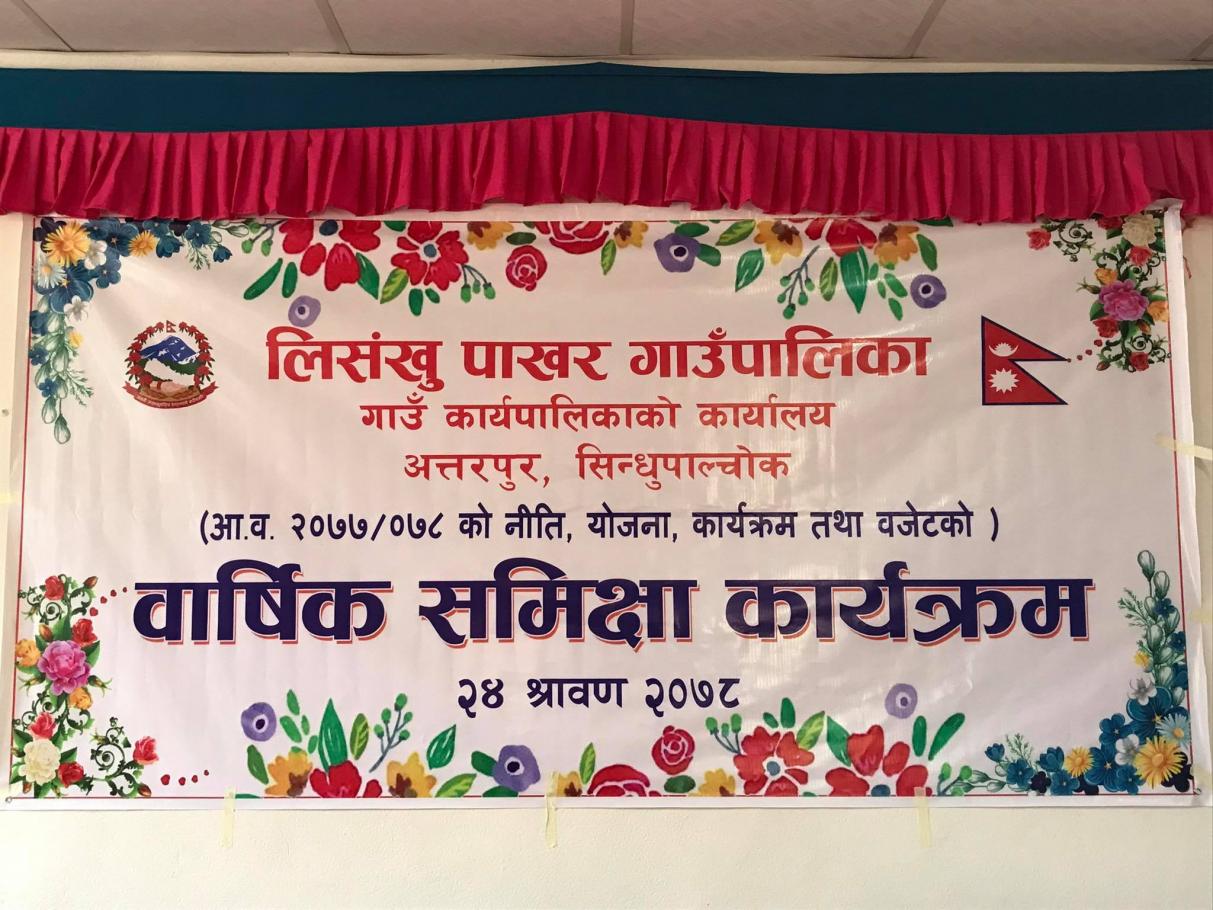 लिसंखु पाखर गाउँपालिका
गाउँ कार्यपालिकाको कार्यालय
अत्तरपुर, सिन्धुपाल्चोक
(आ.व. २०७७/०७८ को नीति, योजना, कार्यक्रम तथा वजेटको )
वार्षिक समिक्षा कार्यक्रम
२४ श्रावण २०७८